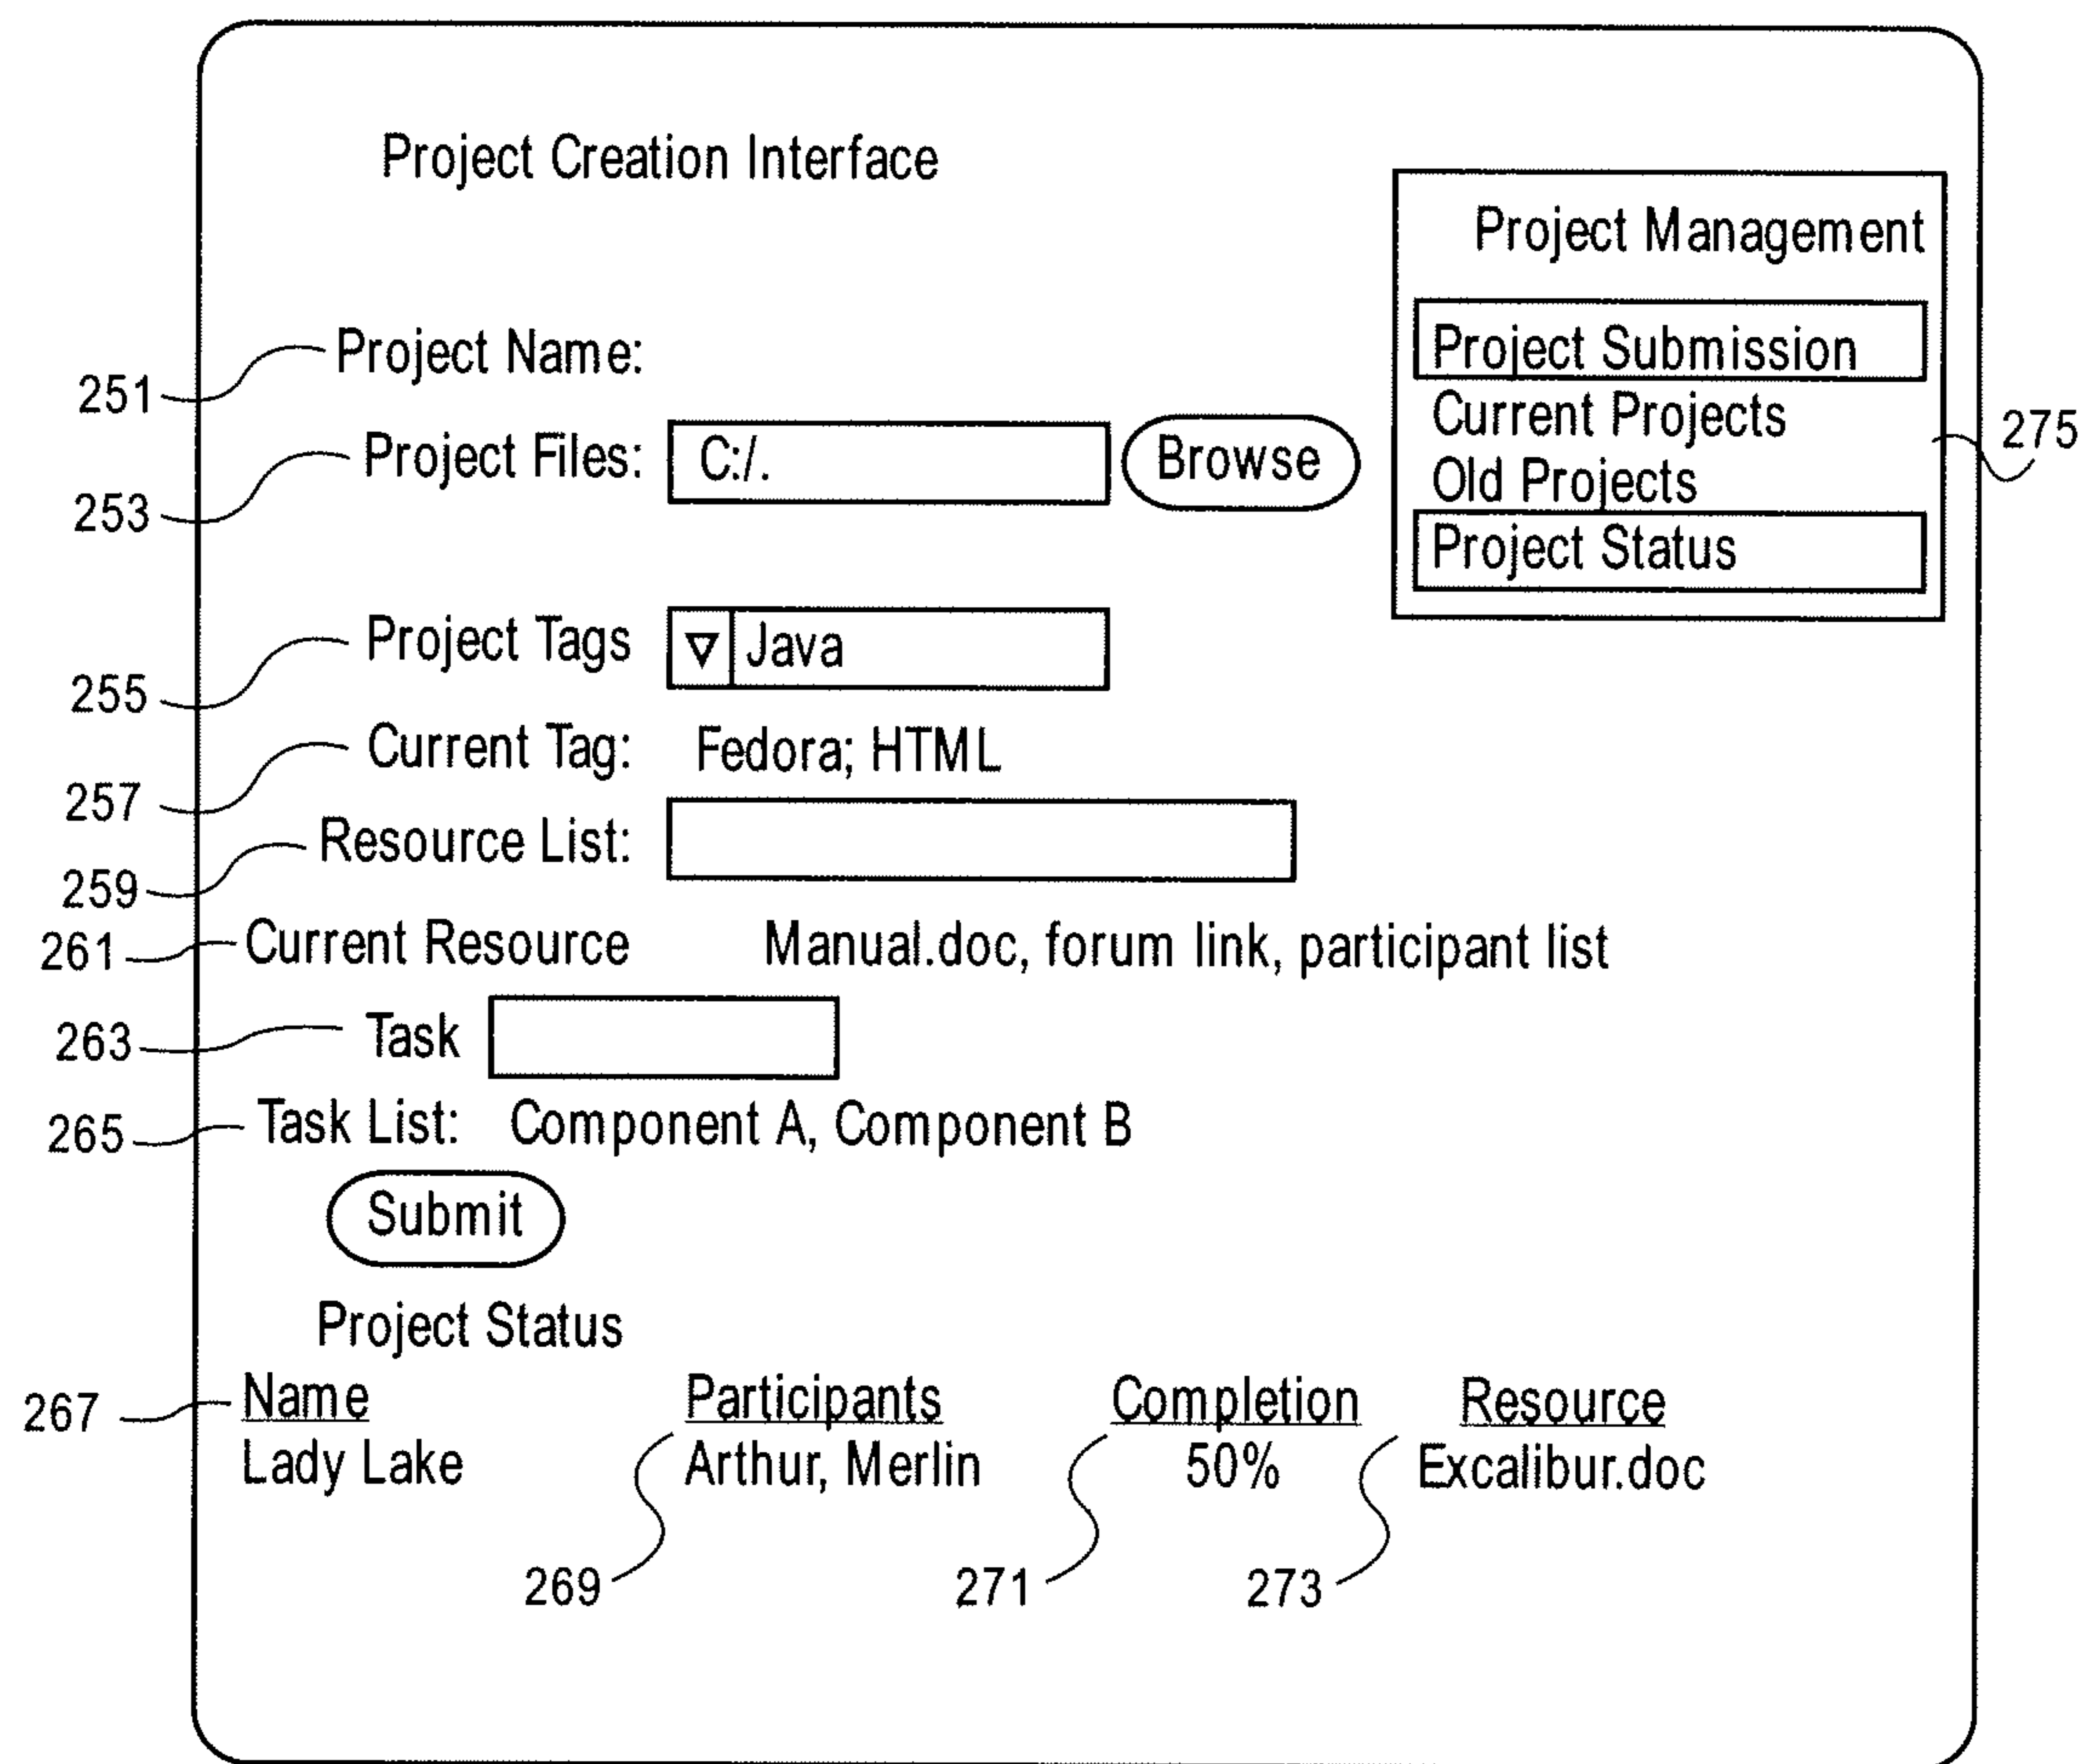 Project Creation Interface
Project Management
Project Submission
Current Projects
Old Projects
Project Status
275
251 Project Name:
253 Project Files: C:/. Browse
255 Project Tags Java
257 Current Tag: Fedora; HTML
259 Resource List:
261 Current Resource Manual.doc, forum link, participant list
263 Task
265 Task List: Component A, Component B
Submit
Project Status
267 Name Participants Completion Resource
Lady Lake Arthur, Merlin 50% Excalibur.doc
269 271 273